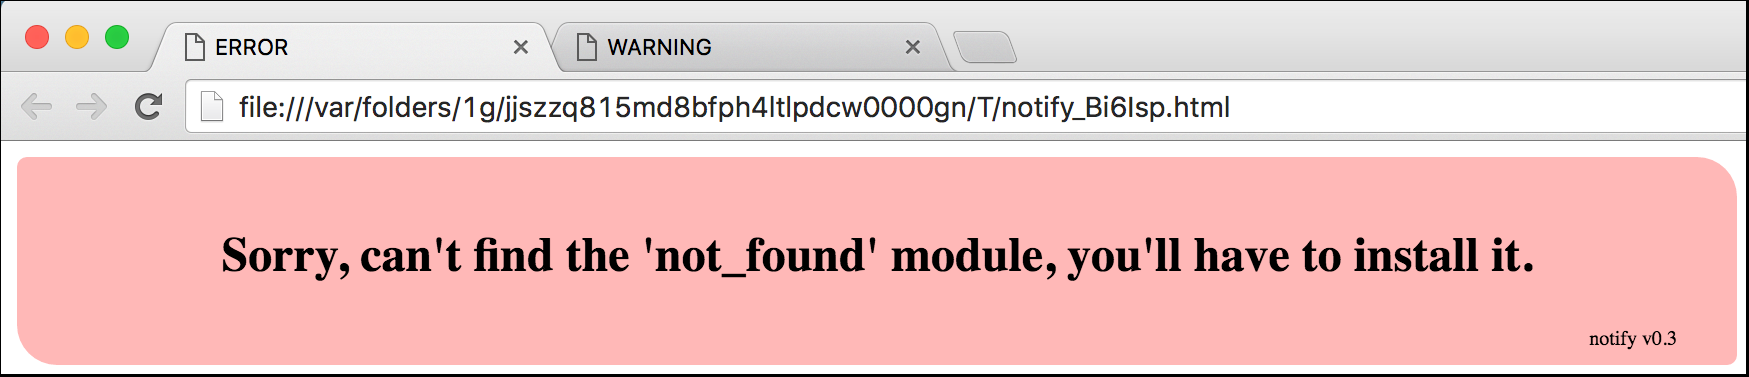 ERROR
WARNING
file:///var/folders/1g/jjszzq815md8bfph4ltlpdcw0000gn/T/notify_Bi6Isp.html
Sorry, can't find the 'not_found' module, you'll have to install it.
notify v0.3